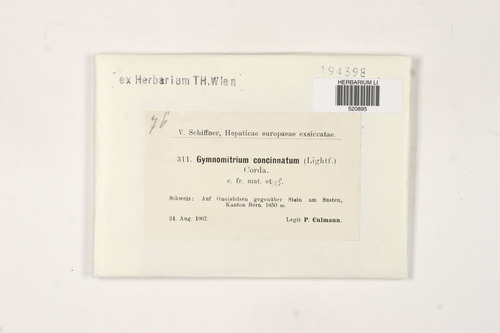 194398
ex Herbarium TH.Wien
HERBARIUM LI
520895
V. Schiffner, Hepaticae europaeae exsiccatae.
311. Gymnomitrium concinnatum (Lightf.)
Corda.
c. fr. mat. et ♂.
Schweiz: Auf Gneisfelsen gegenüber Stain am Susten,
Kanton Bern. 1850 m.
24. Aug. 1907. Legit P. Culmann.